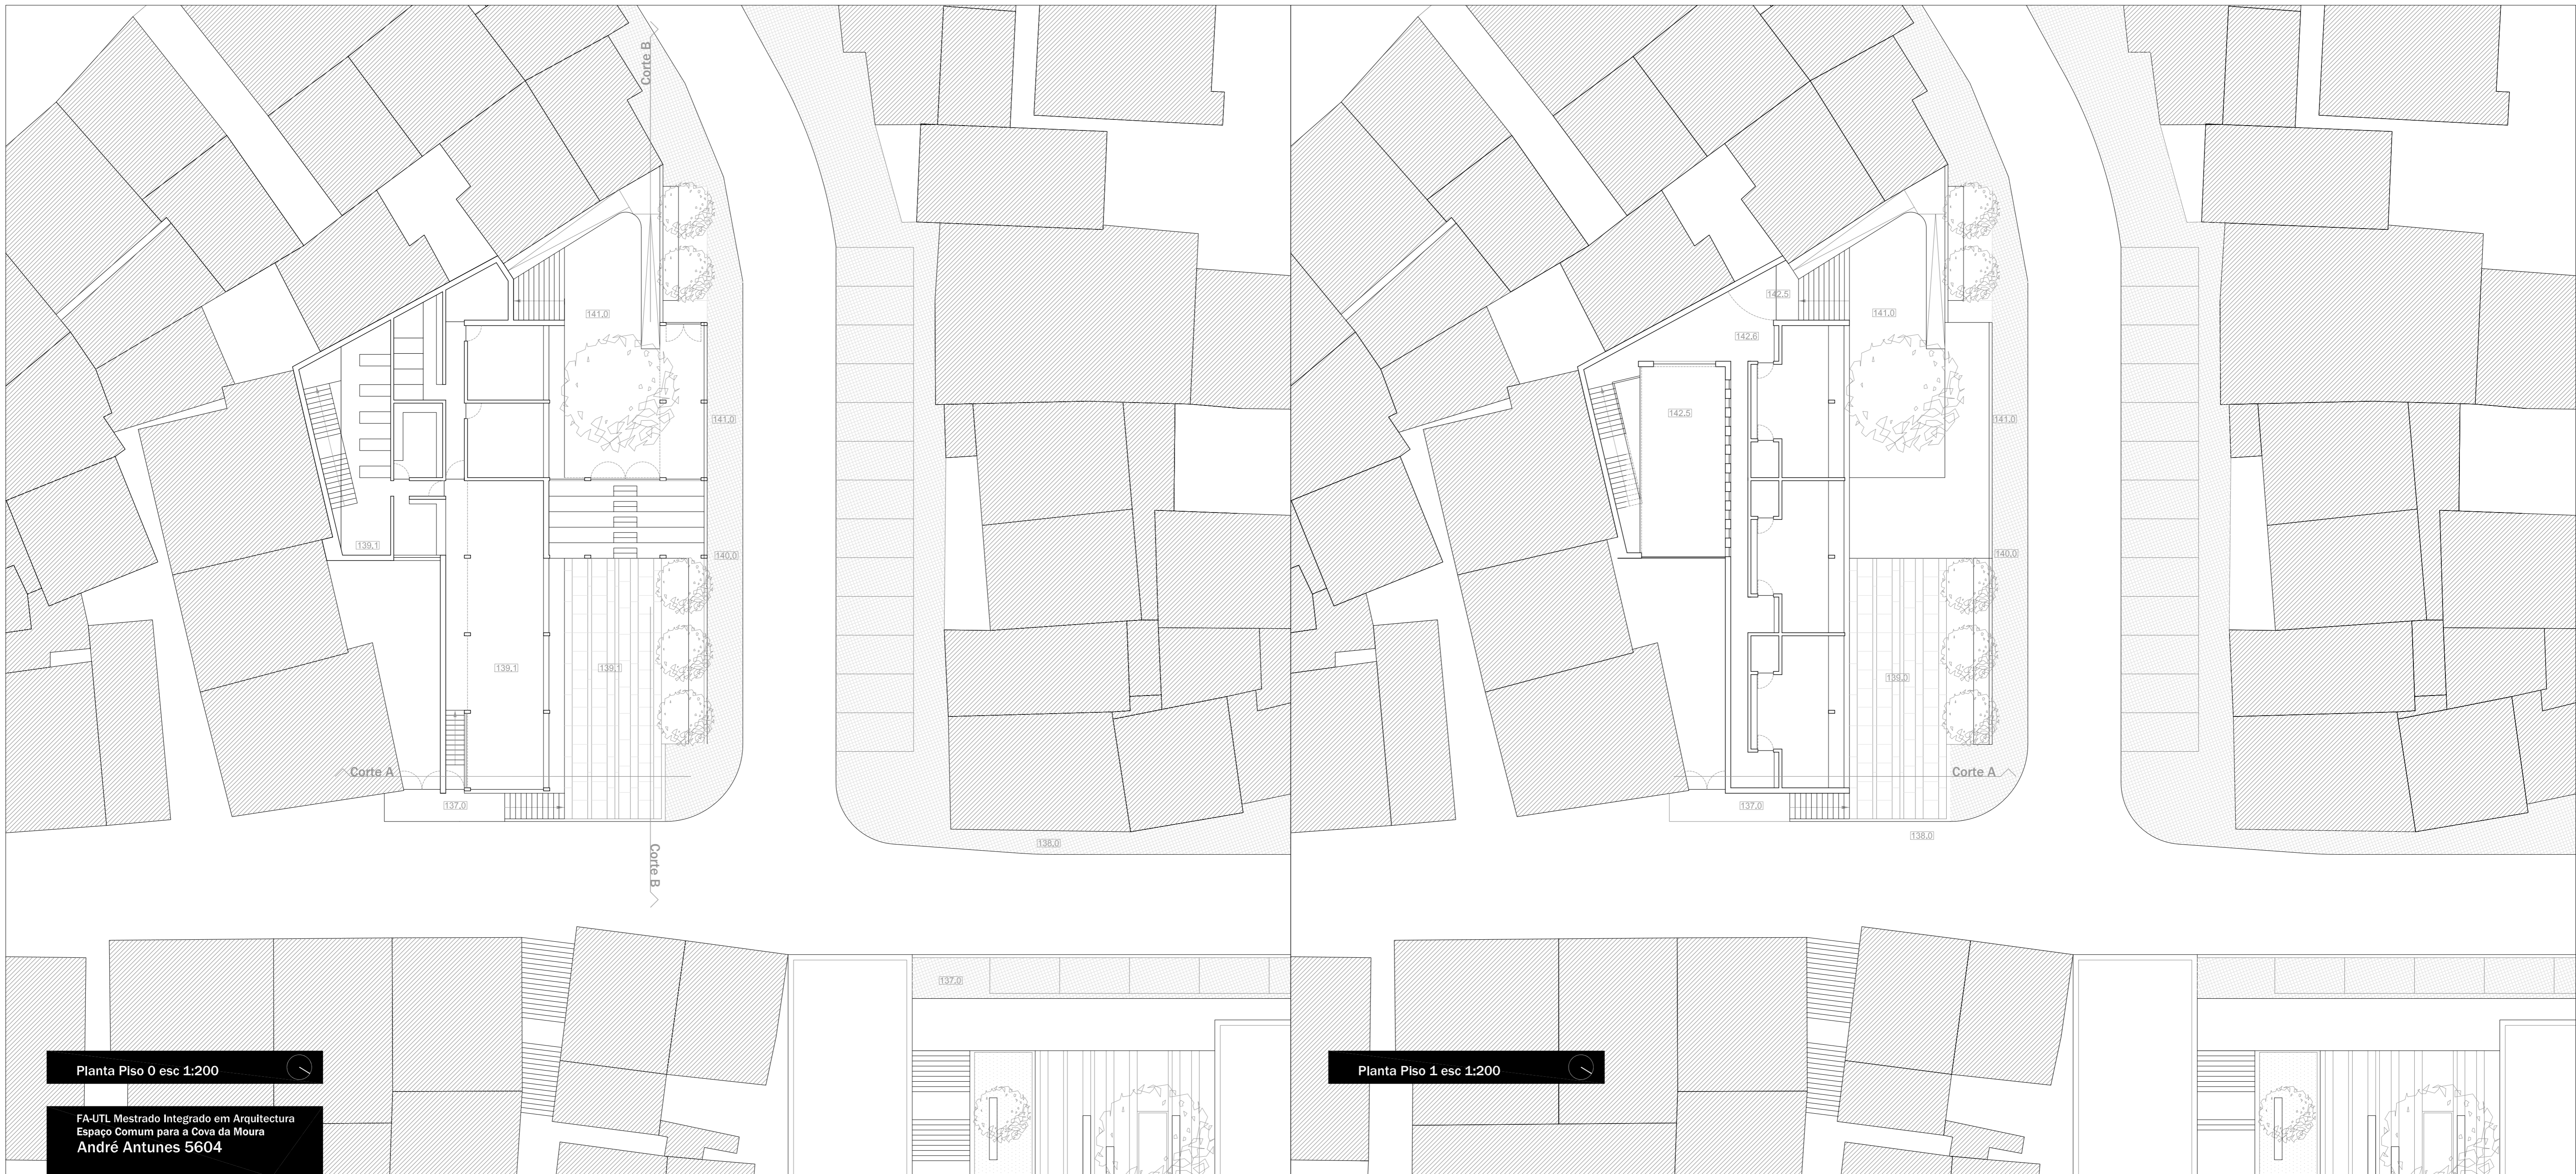 Corte B
141,0
141,0
140,0
139,1
139,1
139,1
Corte A
137,0
138,0
Corte B
137,0
Planta Piso 0 esc 1:200
FA-UTL Mestrado Integrado em Arquitectura
Espaço Comum para a Cova da Moura
André Antunes 5604
142,5
141,0
142,6
142,5
141,0
140,0
139,0
Corte A
137,0
138,0
Planta Piso 1 esc 1:200